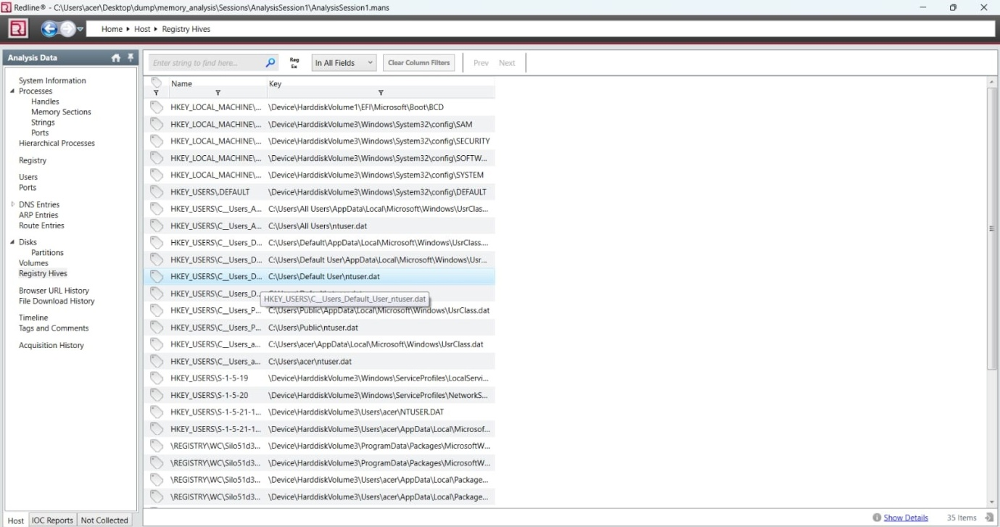 Redline® - C:\Users\acer\Desktop\dump\memory_analysis\Sessions\AnalysisSession1\AnalysisSession1.mans
Home ▸ Host ▸ Registry Hives
Analysis Data
System Information
Processes
Handles
Memory Sections
Strings
Ports
Hierarchical Processes
Registry
Users
Ports
DNS Entries
ARP Entries
Route Entries
Disks
Partitions
Volumes
Registry Hives
Browser URL History
File Download History
Timeline
Tags and Comments
Acquisition History
Host IOC Reports Not Collected
Enter string to find here... Reg Ex In All Fields Clear Column Filters Prev Next
Name Key
HKEY_LOCAL_MACHINE\... \Device\HarddiskVolume1\EFI\Microsoft\Boot\BCD
HKEY_LOCAL_MACHINE\... \Device\HarddiskVolume3\Windows\System32\config\SAM
HKEY_LOCAL_MACHINE\... \Device\HarddiskVolume3\Windows\System32\config\SECURITY
HKEY_LOCAL_MACHINE\... \Device\HarddiskVolume3\Windows\System32\config\SOFTW...
HKEY_LOCAL_MACHINE\... \Device\HarddiskVolume3\Windows\System32\config\SYSTEM
HKEY_USERS\.DEFAULT \Device\HarddiskVolume3\Windows\System32\config\DEFAULT
HKEY_USERS\C__Users_A... C:\Users\All Users\AppData\Local\Microsoft\Windows\UsrClas...
HKEY_USERS\C__Users_A... C:\Users\All Users\ntuser.dat
HKEY_USERS\C__Users_D... C:\Users\Default\AppData\Local\Microsoft\Windows\UsrClass....
HKEY_USERS\C__Users_D... C:\Users\Default User\AppData\Local\Microsoft\Windows\Usr...
HKEY_USERS\C__Users_D... C:\Users\Default User\ntuser.dat
HKEY_USERS\C__Users_D...
HKEY_USERS\C__Users_Default_User_ntuser.dat
HKEY_USERS\C__Users_P... C:\Users\Public\AppData\Local\Microsoft\Windows\UsrClass.dat
HKEY_USERS\C__Users_P... C:\Users\Public\ntuser.dat
HKEY_USERS\C__Users_a... C:\Users\acer\AppData\Local\Microsoft\Windows\UsrClass.dat
HKEY_USERS\C__Users_a... C:\Users\acer\ntuser.dat
HKEY_USERS\S-1-5-19 \Device\HarddiskVolume3\Windows\ServiceProfiles\LocalServi...
HKEY_USERS\S-1-5-20 \Device\HarddiskVolume3\Windows\ServiceProfiles\NetworkS...
HKEY_USERS\S-1-5-21-1... \Device\HarddiskVolume3\Users\acer\NTUSER.DAT
HKEY_USERS\S-1-5-21-1... \Device\HarddiskVolume3\Users\acer\AppData\Local\Microsof...
\REGISTRY\WC\Silo51d3... \Device\HarddiskVolume3\ProgramData\Packages\MicrosoftW...
\REGISTRY\WC\Silo51d3... \Device\HarddiskVolume3\ProgramData\Packages\MicrosoftW...
\REGISTRY\WC\Silo51d3... \Device\HarddiskVolume3\Users\acer\AppData\Local\Package...
\REGISTRY\WC\Silo51d3... \Device\HarddiskVolume3\Users\acer\AppData\Local\Package...
Show Details 35 Items